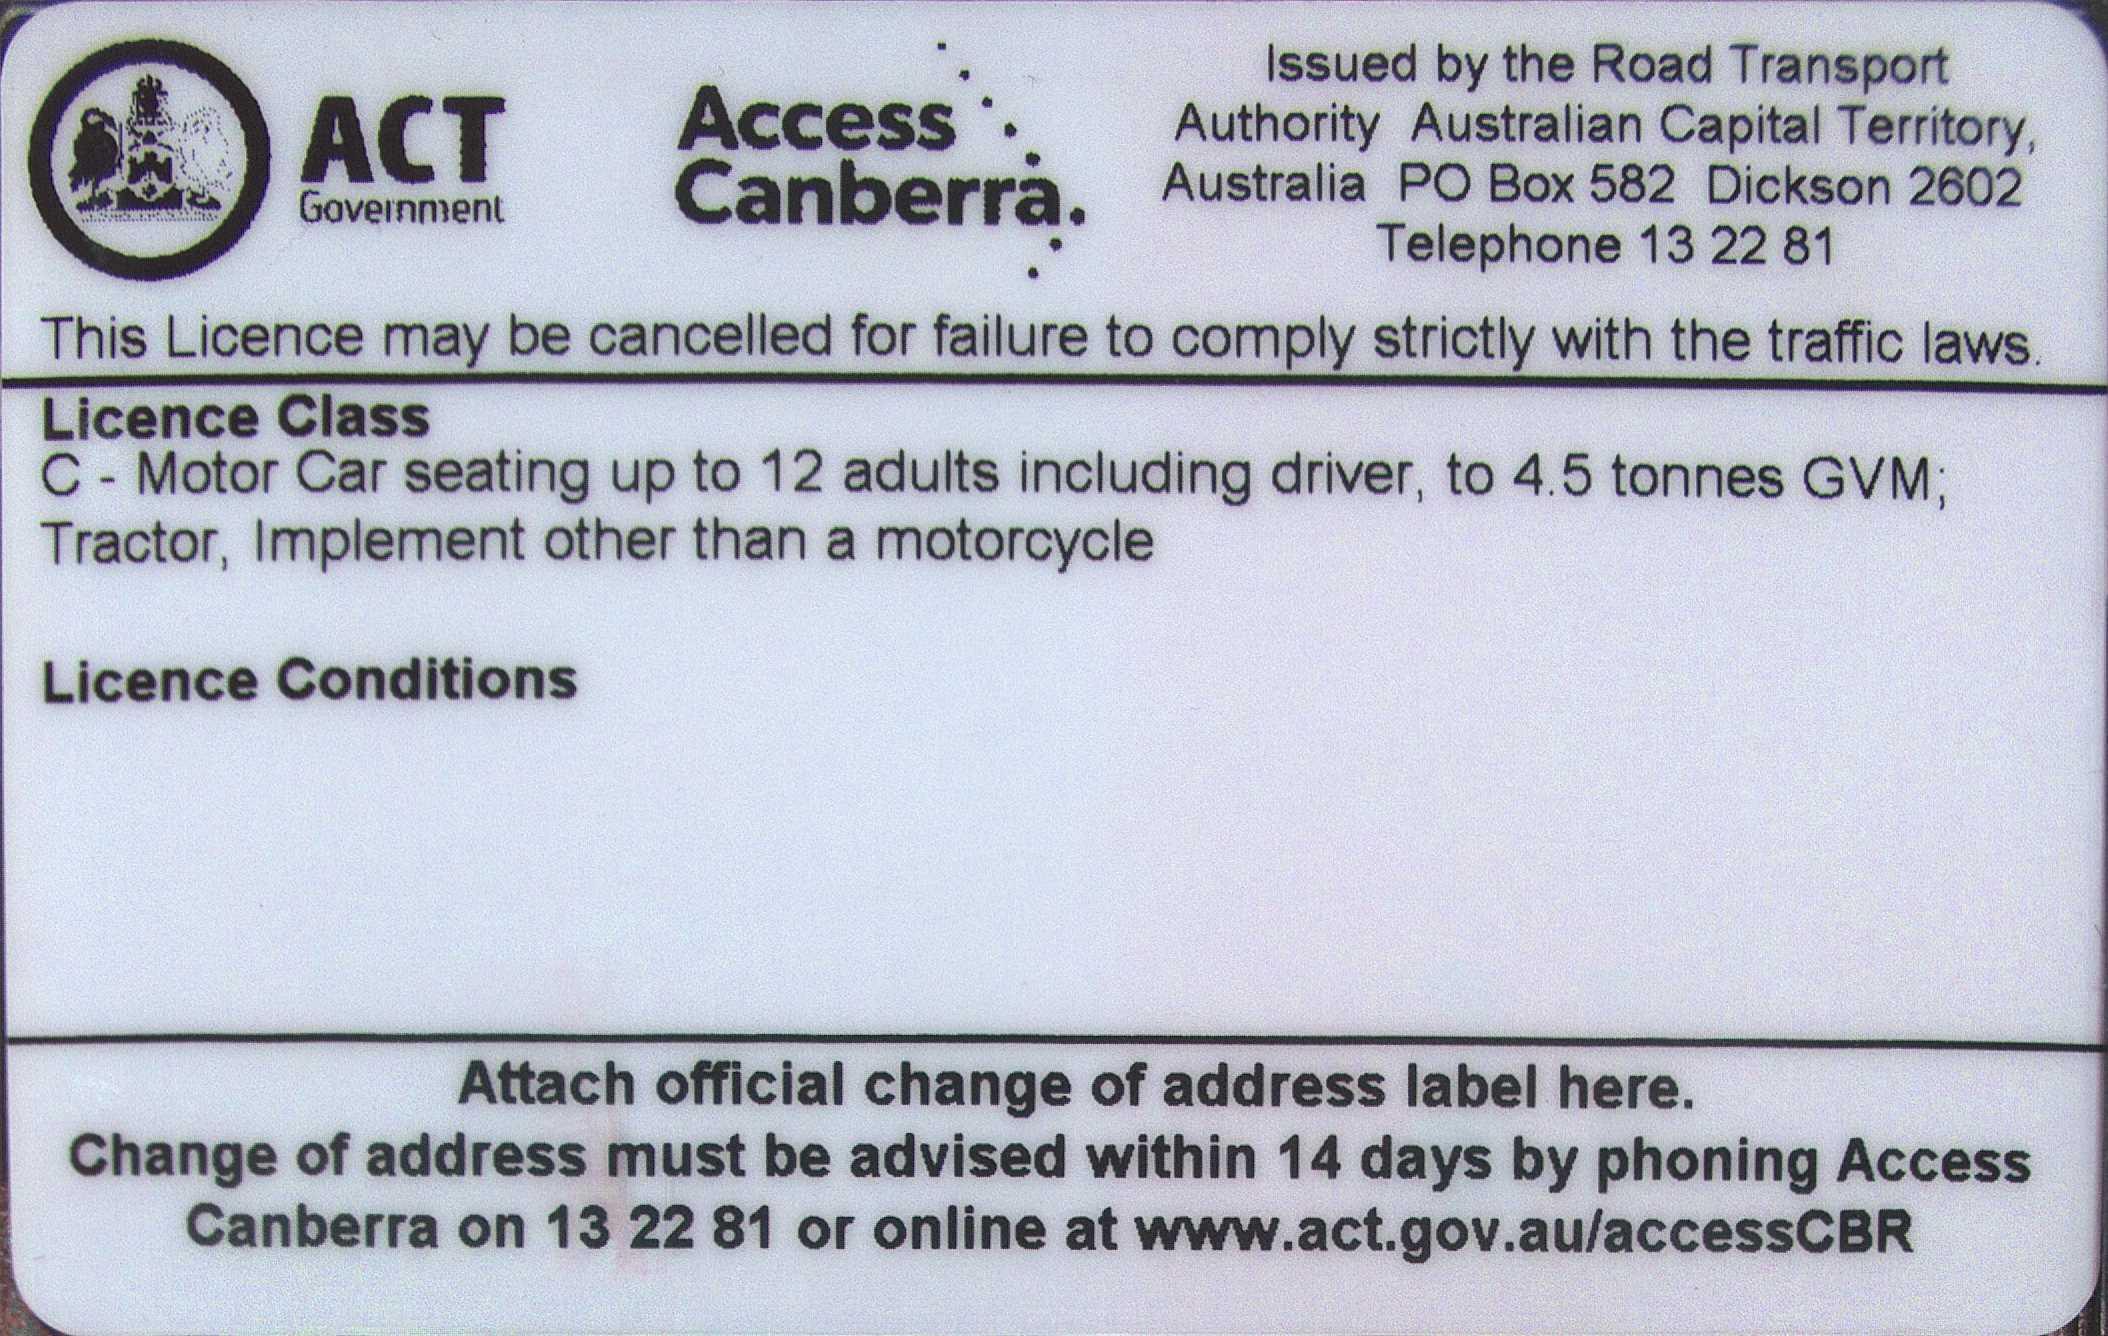 ACT
Government
Access
Canberra.
Issued by the Road Transport
Authority Australian Capital Territory,
Australia PO Box 582 Dickson 2602
Telephone 13 22 81
This Licence may be cancelled for failure to comply strictly with the traffic laws.
Licence Class
C - Motor Car seating up to 12 adults including driver, to 4.5 tonnes GVM;
Tractor, Implement other than a motorcycle
Licence Conditions
Attach official change of address label here.
Change of address must be advised within 14 days by phoning Access
Canberra on 13 22 81 or online at www.act.gov.au/accessCBR